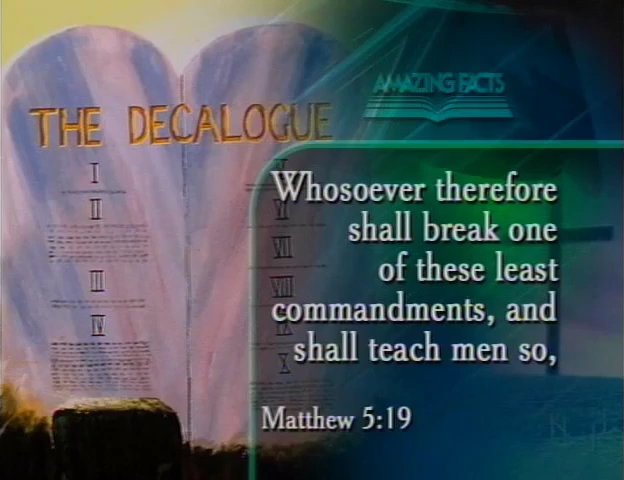 THE DECALOGUE
I
II
III
IV
VI
VII
VIII
IX
X
AMAZING FACTS
Whosoever therefore
shall break one
of these least
commandments, and
shall teach men so,
Matthew 5:19